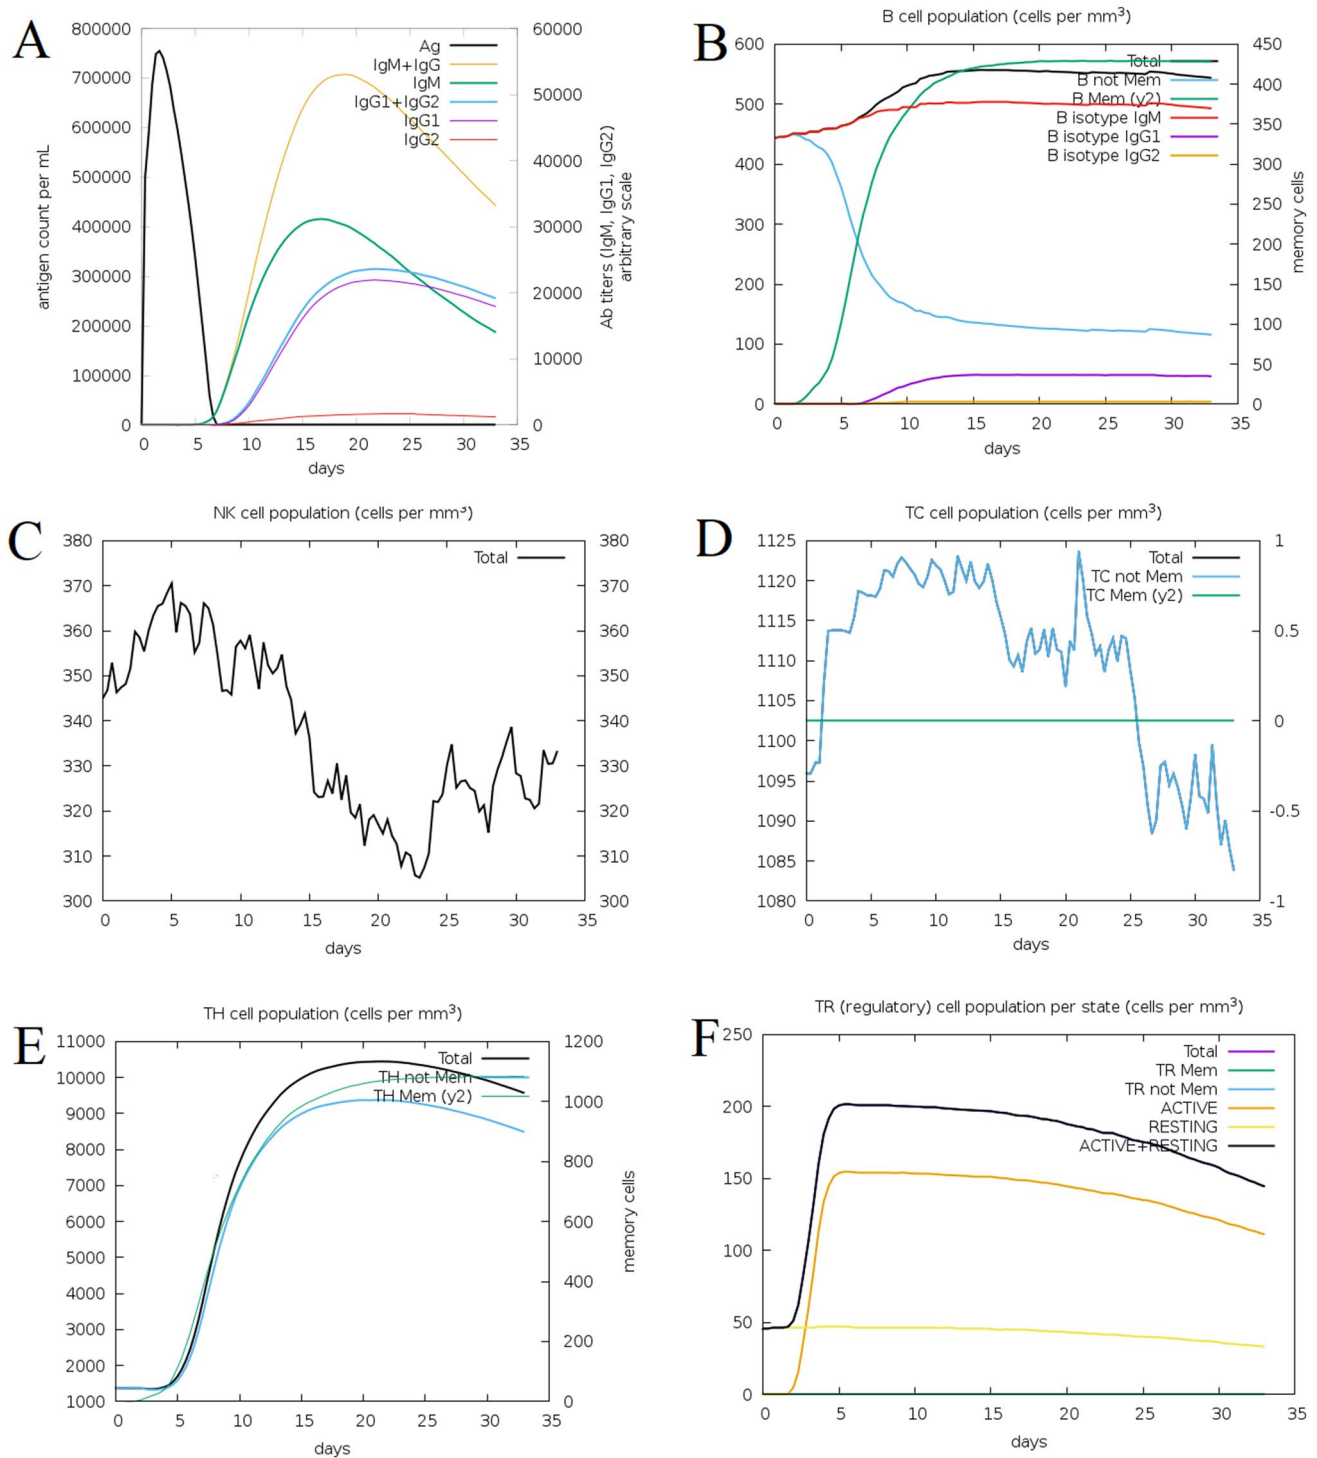 A
800000
700000
600000
500000
400000
300000
200000
100000
0
antigen count per mL
Ag
IgM+IgG
IgM
IgG1+IgG2
IgG1
IgG2
60000
50000
40000
30000
20000
10000
0
Ab titers (IgM, IgG1, IgG2)
arbitrary scale
0 5 10 15 20 25 30 35
days
B
B cell population (cells per mm³)
600
500
400
300
200
100
0
Total
B not Mem
B Mem (y2)
B isotype IgM
B isotype IgG1
B isotype IgG2
450
400
350
300
250
200
150
100
50
0
memory cells
0 5 10 15 20 25 30 35
days
C
NK cell population (cells per mm³)
380
370
360
350
340
330
320
310
300
Total
380
370
360
350
340
330
320
310
300
0 5 10 15 20 25 30 35
days
D
TC cell population (cells per mm³)
1125
1120
1115
1110
1105
1100
1095
1090
1085
1080
Total
TC not Mem
TC Mem (y2)
1
0.5
0
-0.5
-1
0 5 10 15 20 25 30 35
days
E
TH cell population (cells per mm³)
11000
10000
9000
8000
7000
6000
5000
4000
3000
2000
1000
Total
TH not Mem
TH Mem (y2)
1200
1000
800
600
400
200
0
memory cells
0 5 10 15 20 25 30 35
days
F
TR (regulatory) cell population per state (cells per mm³)
250
200
150
100
50
0
Total
TR Mem
TR not Mem
ACTIVE
RESTING
ACTIVE+RESTING
0 5 10 15 20 25 30 35
days